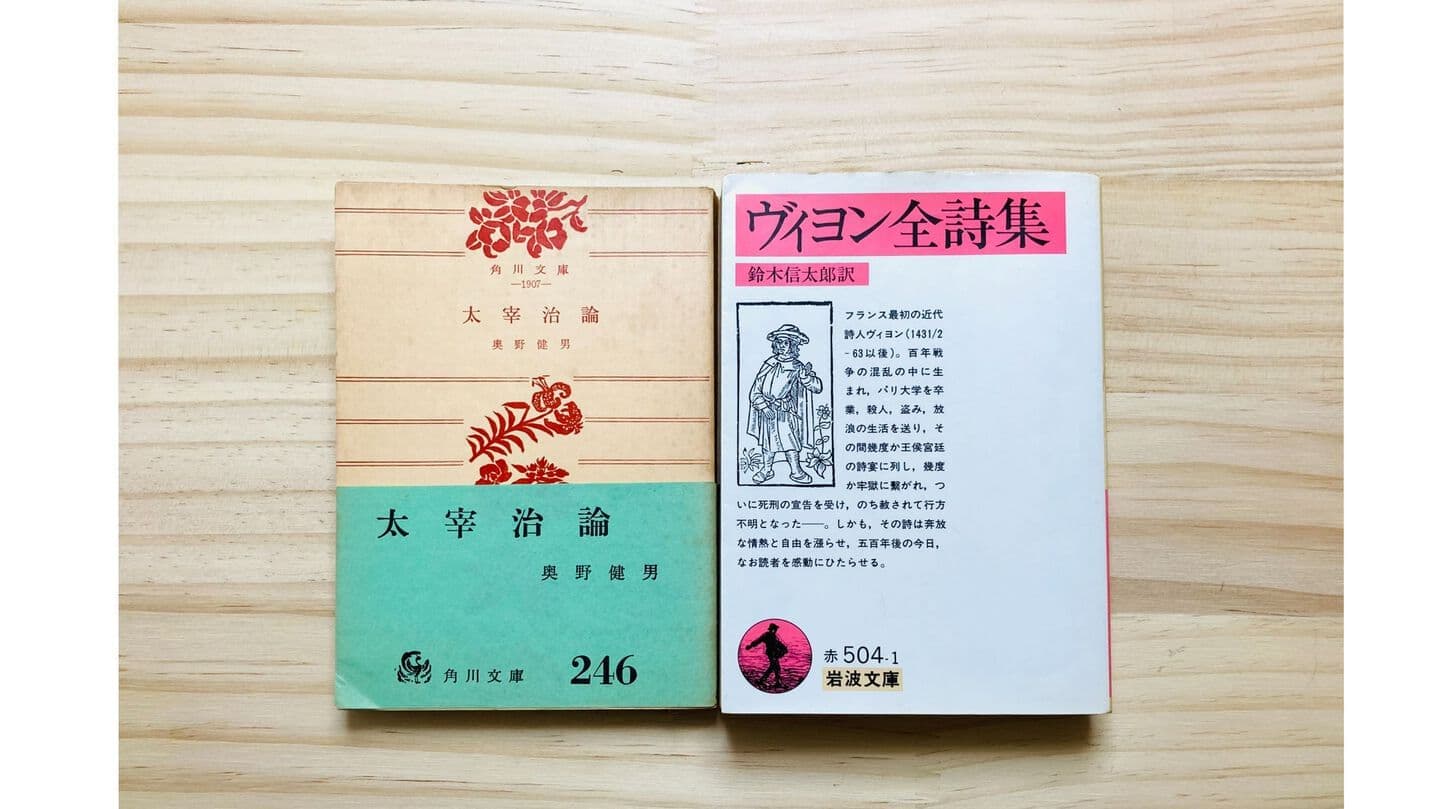 角川文庫
—1907—
太宰治論
奥野健男
太宰治論
奥野健男
角川文庫 246
ヴィヨン全詩集
鈴木信太郎訳
フランス最初の近代
詩人ヴィヨン(1431/2
-63以後)。百年戦
争の混乱の中に生
まれ，パリ大学を卒
業，殺人，盗み，放
浪の生活を送り，そ
の間幾度か王侯宮廷
の詩宴に列し，幾度
か牢獄に繫がれ，つ
いに死刑の宣告を受け，のち赦されて行方
不明となった——。しかも，その詩は奔放
な情熱と自由を漲らせ，五百年後の今日，
なお読者を感動にひたらせる。
赤 504-1
岩波文庫